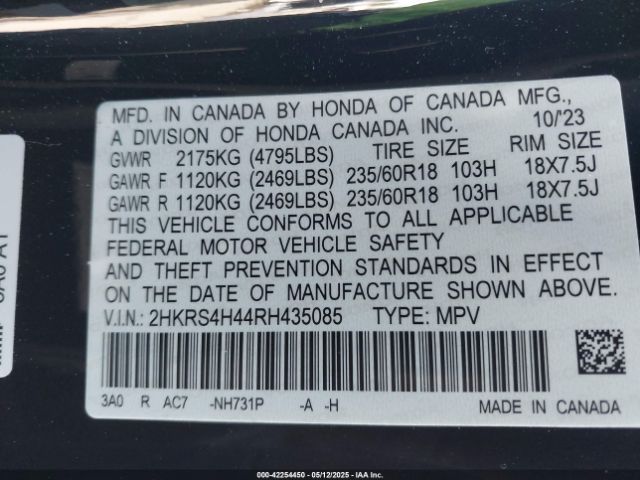 MFD. IN CANADA BY HONDA OF CANADA MFG.,
A DIVISION OF HONDA CANADA INC. 10/23
GVWR 2175KG (4795LBS) TIRE SIZE RIM SIZE
GAWR F 1120KG (2469LBS) 235/60R18 103H 18X7.5J
GAWR R 1120KG (2469LBS) 235/60R18 103H 18X7.5J
THIS VEHICLE CONFORMS TO ALL APPLICABLE
FEDERAL MOTOR VEHICLE SAFETY
AND THEFT PREVENTION STANDARDS IN EFFECT
ON THE DATE OF MANUFACTURE SHOWN ABOVE.
V.I.N.: 2HKRS4H44RH435085 TYPE: MPV
3A0 R AC7 -NH731P -A -H MADE IN CANADA
000-42254450 - 05/12/2025 - IAA Inc.